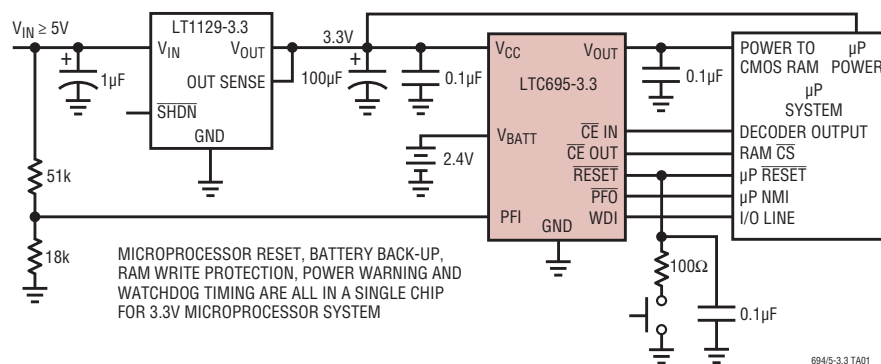 VIN ≥ 5V
LT1129-3.3
VIN
VOUT
OUT SENSE
SHDN
GND
1µF
+
3.3V
100µF
+
0.1µF
51k
18k
VCC
VOUT
LTC695-3.3
VBATT
2.4V
CE IN
CE OUT
RESET
PFO
PFI
WDI
GND
0.1µF
100Ω
0.1µF
POWER TO
CMOS RAM
µP
POWER
µP
SYSTEM
DECODER OUTPUT
RAM CS
µP RESET
µP NMI
I/O LINE
MICROPROCESSOR RESET, BATTERY BACK-UP,
RAM WRITE PROTECTION, POWER WARNING AND
WATCHDOG TIMING ARE ALL IN A SINGLE CHIP
FOR 3.3V MICROPROCESSOR SYSTEM
694/5-3.3 TA01